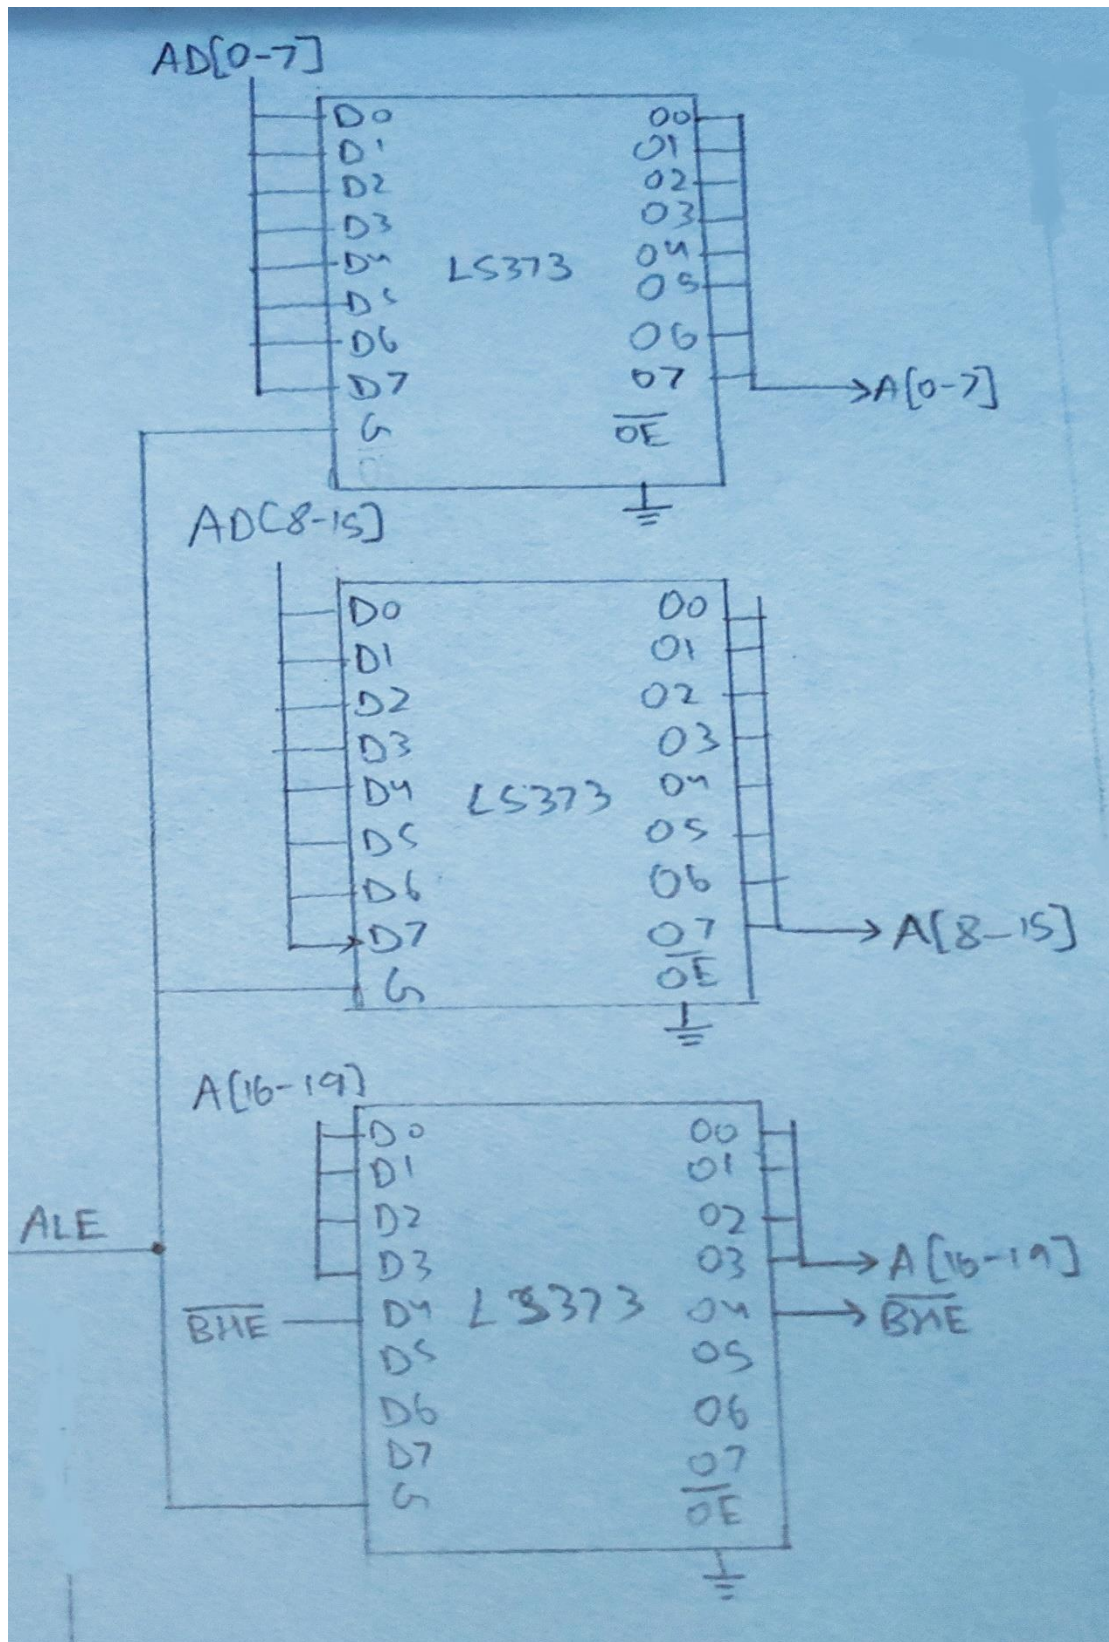 AD[0-7]
D0 O0
D1 O1
D2 O2
D3 O3
D4 O4
LS373
D5 O5
D6 O6
D7 O7
A[0-7]
G OE
AD[8-15]
D0 O0
D1 O1
D2 O2
D3 O3
D4 LS373 O4
D5 O5
D6 O6
D7 O7
A[8-15]
G OE
A[16-19]
D0 O0
D1 O1
D2 O2
ALE
D3 O3
A[16-19]
BHE D4 LS373 O4 BHE
D5 O5
D6 O6
D7 O7
G OE